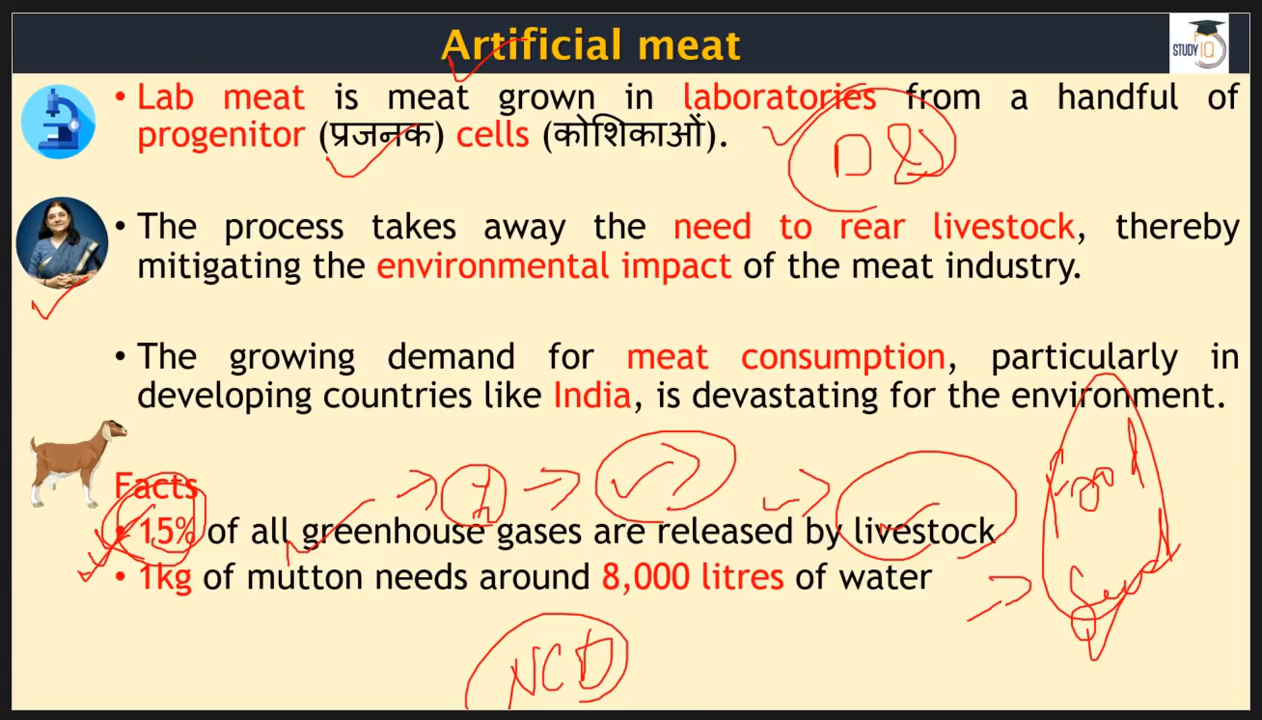 Artificial meat
STUDY IQ
• Lab meat is meat grown in laboratories from a handful of
progenitor (प्रजनक) cells (कोशिकाओं).
• The process takes away the need to rear livestock, thereby
mitigating the environmental impact of the meat industry.
• The growing demand for meat consumption, particularly in
developing countries like India, is devastating for the environment.
Food
Facts
• 15% of all greenhouse gases are released by livestock
• 1kg of mutton needs around 8,000 litres of water
NCD